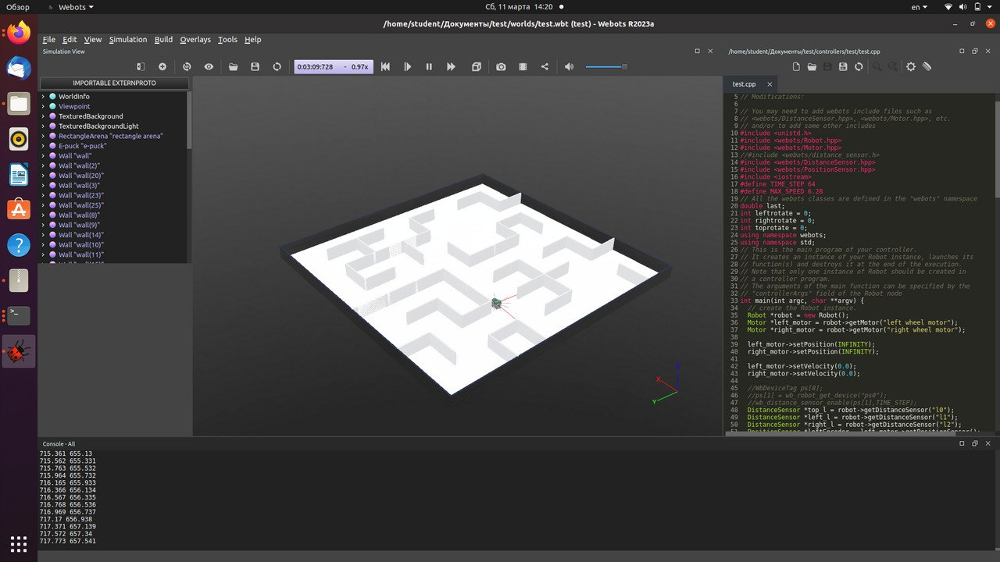 Обзор
Webots
Сб, 11 марта 14:20
en
/home/student/Документы/test/worlds/test.wbt (test) - Webots R2023a
File Edit View Simulation Build Overlays Tools Help
Simulation View
0:03:09:728 - 0.97x
IMPORTABLE EXTERNPROTO
WorldInfo
Viewpoint
TexturedBackground
TexturedBackgroundLight
RectangleArena "rectangle arena"
E-puck "e-puck"
Wall "wall"
Wall "wall(2)"
Wall "wall(20)"
Wall "wall(3)"
Wall "wall(23)"
Wall "wall(25)"
Wall "wall(8)"
Wall "wall(9)"
Wall "wall(14)"
Wall "wall(10)"
Wall "wall(11)"
X
Y
/home/student/Документы/test/controllers/test/test.cpp
test.cpp
5 // Modifications:
6
7 // You may need to add webots include files such as
8 // <webots/DistanceSensor.hpp>, <webots/Motor.hpp>, etc.
9 // and/or to add some other includes
10 #include <unistd.h>
11 #include <webots/Robot.hpp>
12 #include <webots/Motor.hpp>
13 //#include <webots/distance_sensor.h>
14 #include <webots/DistanceSensor.hpp>
15 #include <webots/PositionSensor.hpp>
16 #include <iostream>
17 #define TIME_STEP 64
18 #define MAX_SPEED 6.28
19 // All the webots classes are defined in the "webots" namespace
20 double last;
21 int leftrotate = 0;
22 int rightrotate = 0;
23 int toprotate = 0;
24 using namespace webots;
25 using namespace std;
26 // This is the main program of your controller.
27 // It creates an instance of your Robot instance, launches its
28 // function(s) and destroys it at the end of the execution.
29 // Note that only one instance of Robot should be created in
30 // a controller program.
31 // The arguments of the main function can be specified by the
32 // "controllerArgs" field of the Robot node
33 int main(int argc, char **argv) {
34 // create the Robot instance.
35 Robot *robot = new Robot();
36 Motor *left_motor = robot->getMotor("left wheel motor");
37 Motor *right_motor = robot->getMotor("right wheel motor");
38
39 left_motor->setPosition(INFINITY);
40 right_motor->setPosition(INFINITY);
41
42 left_motor->setVelocity(0.0);
43 right_motor->setVelocity(0.0);
44
45 //WbDeviceTag ps[8];
46 //ps[1] = wb_robot_get_device("ps0");
47 //wb_distance_sensor_enable(ps[1],TIME_STEP);
48 DistanceSensor *top_l = robot->getDistanceSensor("l0");
49 DistanceSensor *left_l = robot->getDistanceSensor("l1");
50 DistanceSensor *right_l = robot->getDistanceSensor("l2");
Console - All
715.361 655.13
715.562 655.331
715.763 655.532
715.964 655.732
716.165 655.933
716.366 656.134
716.567 656.335
716.768 656.536
716.969 656.737
717.17 656.938
717.371 657.139
717.572 657.34
717.773 657.541